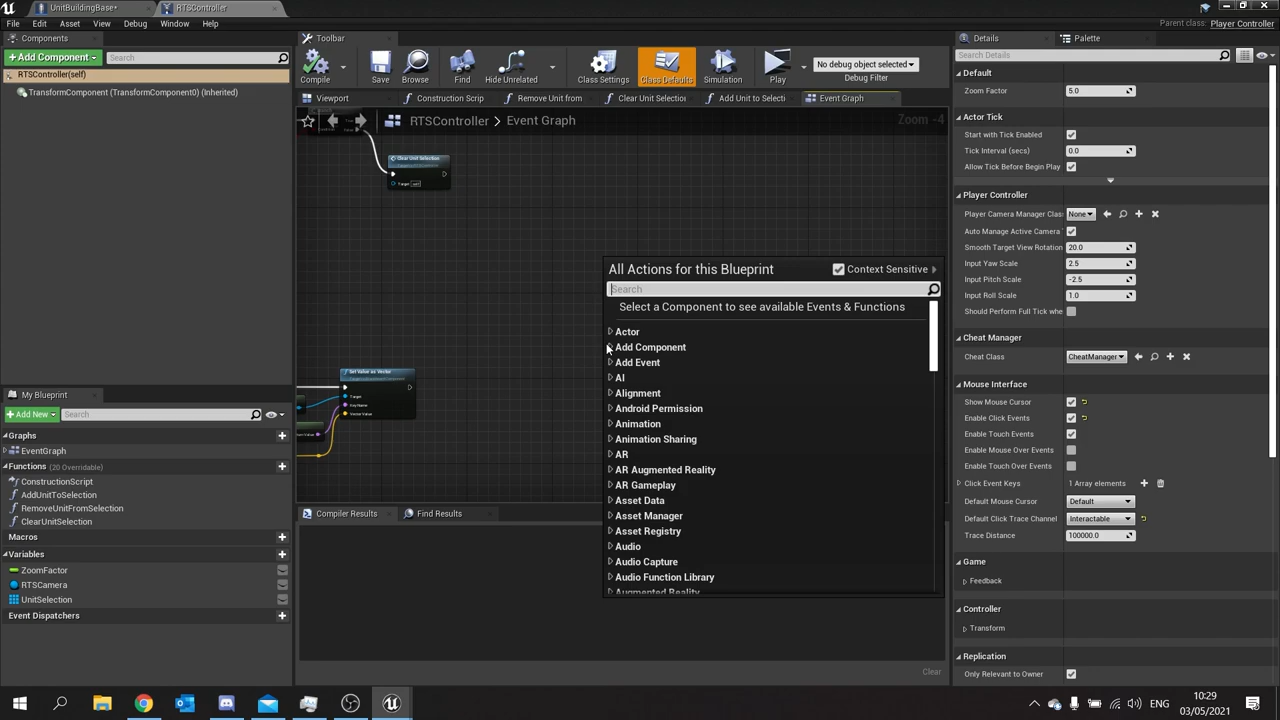 UnitBuildingBase*
RTSController
File Edit Asset View Debug Window Help
Parent class: Player Controller
Components
Toolbar
Details
Palette
+Add Component
Search
RTSController(self)
TransformComponent (TransformComponent0) (Inherited)
Compile
Save
Browse
Find
Hide Unrelated
Class Settings
Class Defaults
Simulation
Play
No debug object selected
Debug Filter
Viewport
Construction Scrip
Remove Unit from
Clear Unit Selection
Add Unit to Selecti
Event Graph
RTSController > Event Graph
Zoom -4
Clear Unit Selection
Target self
Set Value as Vector
Target
Key Name
Vector Value
All Actions for this Blueprint
Context Sensitive
Search
Select a Component to see available Events & Functions
Actor
Add Component
Add Event
AI
Alignment
Android Permission
Animation
Animation Sharing
AR
AR Augmented Reality
AR Gameplay
Asset Data
Asset Manager
Asset Registry
Audio
Audio Capture
Audio Function Library
Augmented Reality
My Blueprint
+Add New
Search
Graphs
EventGraph
Functions (20 Overridable)
ConstructionScript
AddUnitToSelection
RemoveUnitFromSelection
ClearUnitSelection
Macros
Variables
ZoomFactor
RTSCamera
UnitSelection
Event Dispatchers
Compiler Results
Find Results
Clear
Search Details
Default
Zoom Factor 5.0
Actor Tick
Start with Tick Enabled
Tick Interval (secs) 0.0
Allow Tick Before Begin Play
Player Controller
Player Camera Manager Clas None
Auto Manage Active Camera
Smooth Target View Rotation 20.0
Input Yaw Scale 2.5
Input Pitch Scale -2.5
Input Roll Scale 1.0
Should Perform Full Tick whe
Cheat Manager
Cheat Class CheatManager
Mouse Interface
Show Mouse Cursor
Enable Click Events
Enable Touch Events
Enable Mouse Over Events
Enable Touch Over Events
Click Event Keys 1 Array elements
Default Mouse Cursor Default
Default Click Trace Channel Interactable
Trace Distance 100000.0
Game
Feedback
Controller
Transform
Replication
Only Relevant to Owner
ENG
10:29
03/05/2021